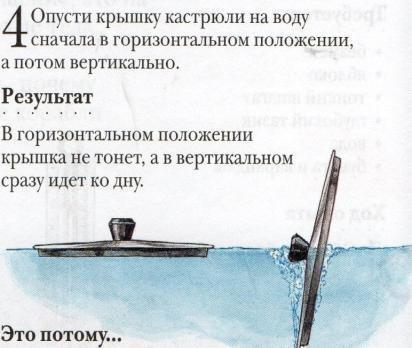 4 Опусти крышку кастрюли на воду
сначала в горизонтальном положении,
а потом вертикально.
Результат
В горизонтальном положении
крышка не тонет, а в вертикальном
сразу идет ко дну.
Это потому...